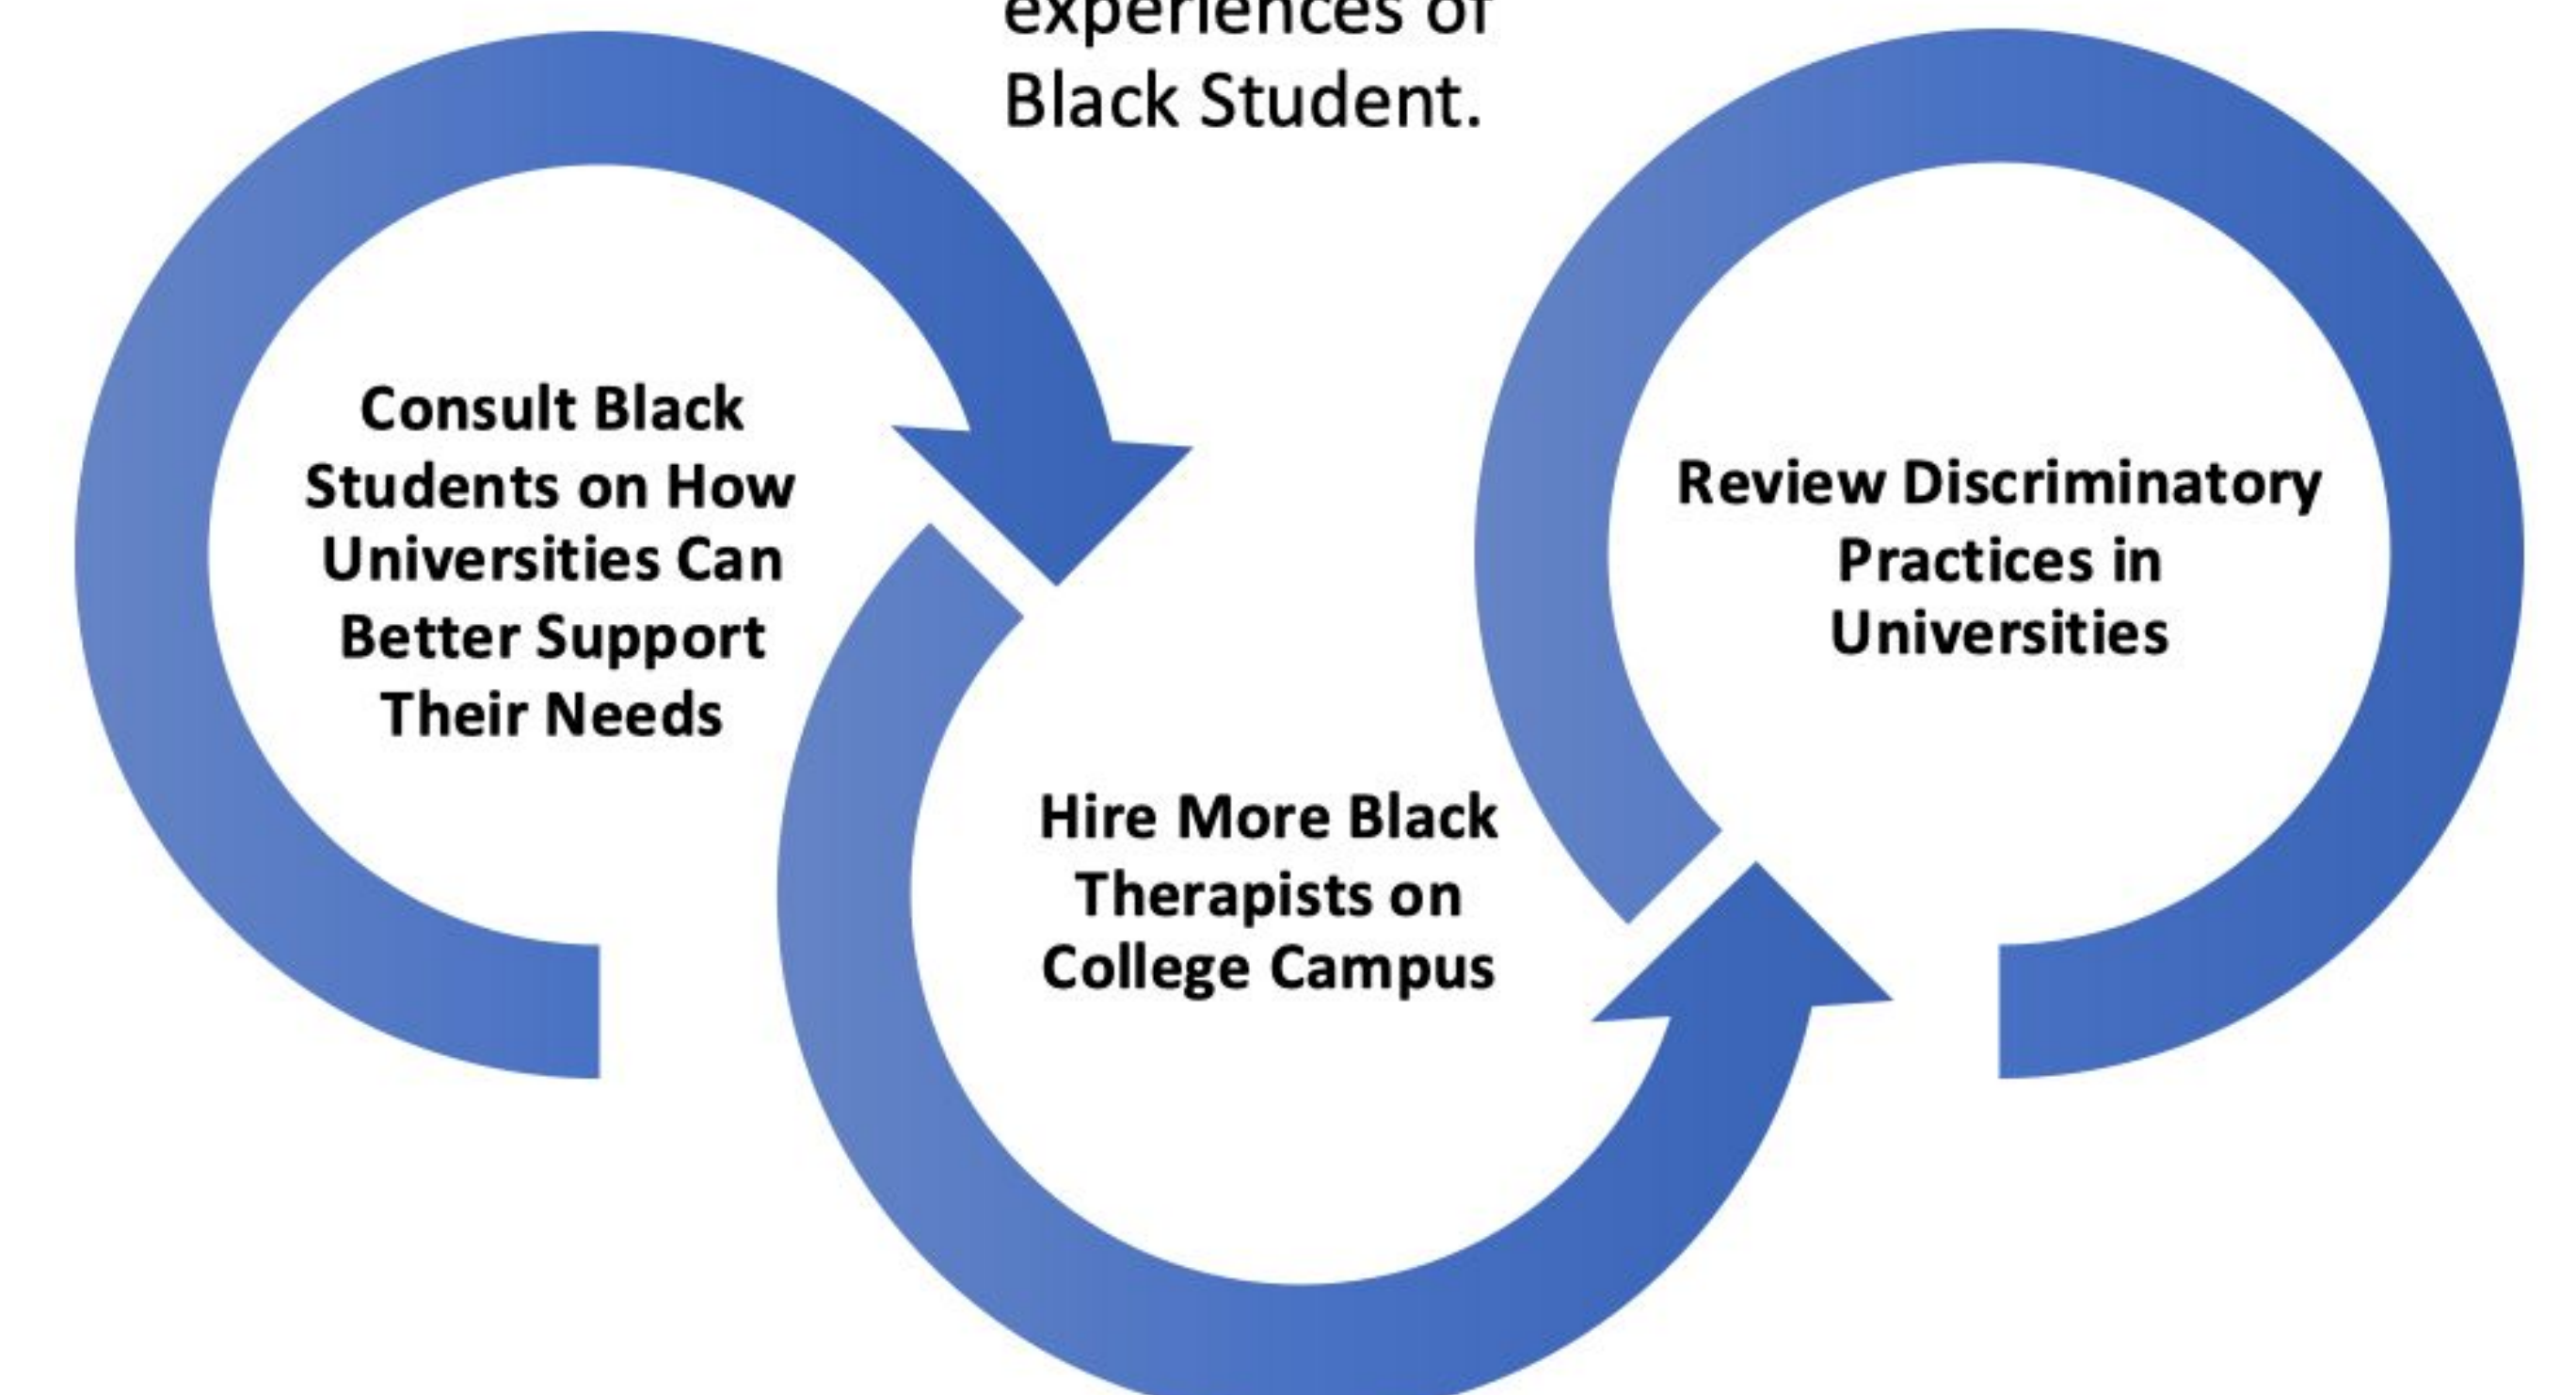 experiences of
Black Student.
Consult Black
Students on How
Universities Can
Better Support
Their Needs
Hire More Black
Therapists on
College Campus
Review Discriminatory
Practices in
Universities